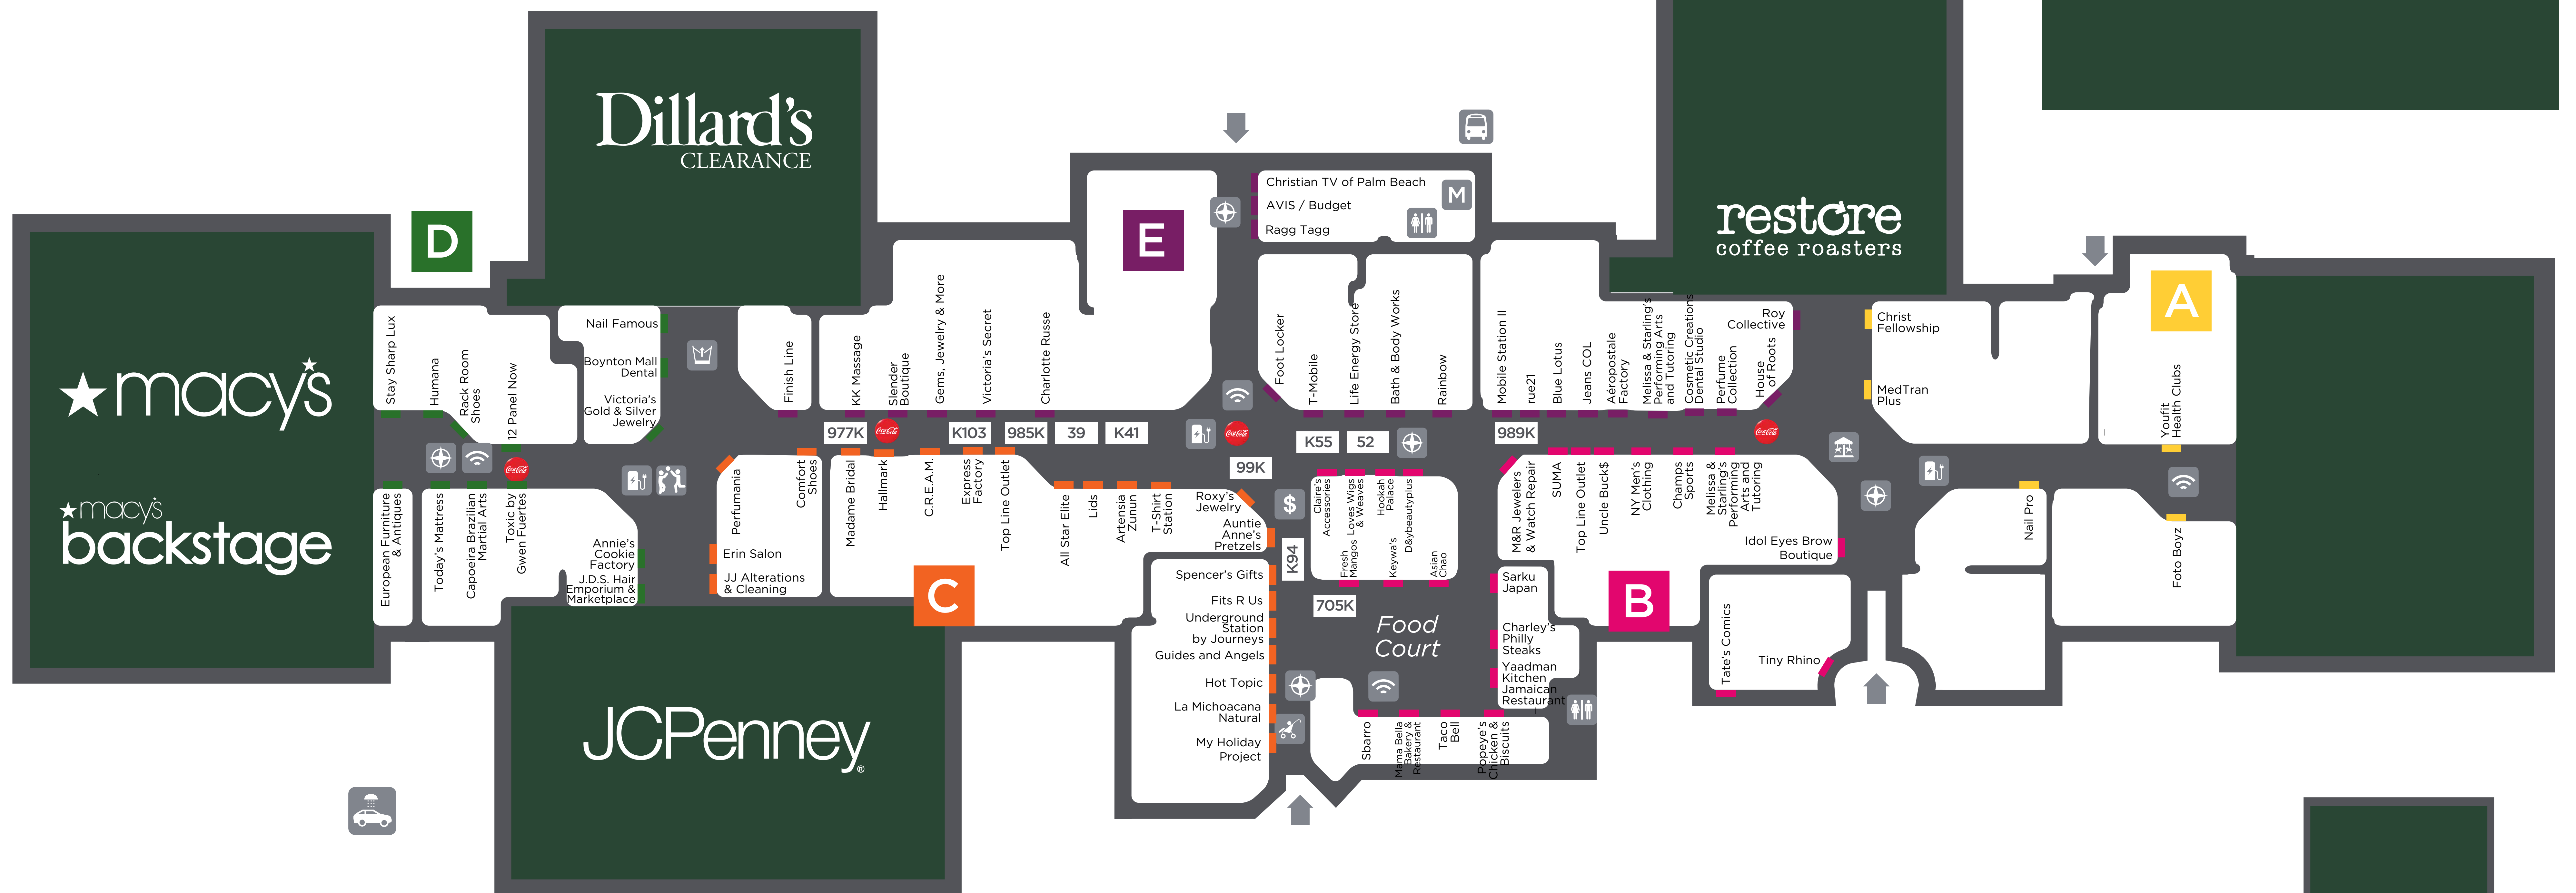 Dillard's
CLEARANCE
restore
coffee roasters
macy's
macy's
backstage
JCPenney
D
E
A
C
B
M
Christian TV of Palm Beach
AVIS / Budget
Ragg Tagg
Stay Sharp Lux
Humana
Rack Room
Shoes
12 Panel Now
Nail Famous
Boynton Mall
Dental
Victoria's
Gold & Silver
Jewelry
Finish Line
KK Massage
Slender
Boutique
Gems, Jewelry & More
Victoria's Secret
Charlotte Russe
Foot Locker
T-Mobile
Life Energy Store
Bath & Body Works
Rainbow
Mobile Station II
rue21
Blue Lotus
Jeans COL
Aéropostale
Factory
Melissa & Starling's
Performing Arts
and Tutoring
Cosmetic Creations
Dental Studio
Perfume
Collection
House
of Roots
Roy
Collective
Christ
Fellowship
MedTran
Plus
Youfit
Health Clubs
977K
Coca-Cola
K103
985K
39
K41
Coca-Cola
K55
52
989K
Coca-Cola
99K
Coca-Cola
$
K94
705K
European Furniture
& Antiques
Today's Mattress
Capoeira Brazilian
Martial Arts
Toxic by
Gwen Fuertes
Annie's
Cookie
Factory
J.D.S. Hair
Emporium &
Marketplace
Perfumania
Comfort
Shoes
Erin Salon
JJ Alterations
& Cleaning
Madame Bridal
Hallmark
C.R.E.A.M.
Express
Factory
Top Line Outlet
All Star Elite
Lids
Artensia
Zunun
T-Shirt
Station
Roxy's
Jewelry
Auntie
Anne's
Pretzels
Spencer's Gifts
Fits R Us
Underground
Station
by Journeys
Guides and Angels
Hot Topic
La Michoacana
Natural
My Holiday
Project
Claire's
Accessories
Loves Wigs
& Weaves
Hookah
Palace
D&ybeautyplus
Fresh
Mangos
Keywa's
Asian
Chao
Food
Court
M&R Jewelers
& Watch Repair
SUMA
Top Line Outlet
Uncle Buck$
NY Men's
Clothing
Champs
Sports
Melissa &
Starling's
Performing
Arts and
Tutoring
Idol Eyes Brow
Boutique
Sarku
Japan
Charley's
Philly
Steaks
Yaadman
Kitchen
Jamaican
Restaurant
Sbarro
Mama Bella
Bakery &
Restaurant
Taco
Bell
Popeye's
Chicken &
Biscuits
Tate's Comics
Tiny Rhino
Nail Pro
Foto Boyz